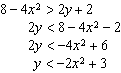 8 − 4x² > 2y + 2
2y < 8 − 4x² − 2
2y < −4x² + 6
y < −2x² + 3